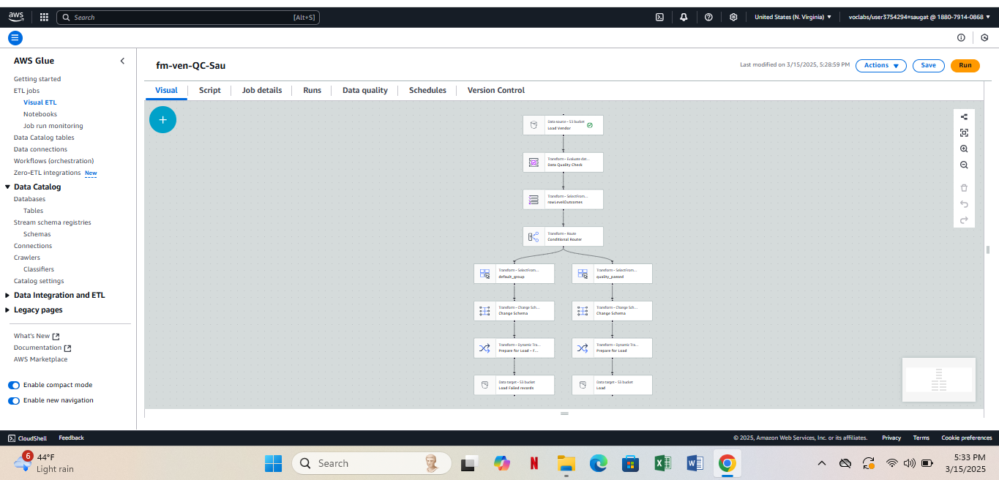 aws
Search
[Alt+S]
United States (N. Virginia)
voclabs/user3754294=saugat @ 1880-7914-0868
AWS Glue
Getting started
ETL jobs
Visual ETL
Notebooks
Job run monitoring
Data Catalog tables
Data connections
Workflows (orchestration)
Zero-ETL integrations New
Data Catalog
Databases
Tables
Stream schema registries
Schemas
Connections
Crawlers
Classifiers
Catalog settings
Data Integration and ETL
Legacy pages
What's New
Documentation
AWS Marketplace
Enable compact mode
Enable new navigation
fm-ven-QC-Sau
Last modified on 3/15/2025, 5:28:59 PM
Actions
Save
Run
Visual
Script
Job details
Runs
Data quality
Schedules
Version Control
Data source - S3 bucket
Load Vendor
Transform - Evaluate dat...
Data Quality Check
Transform - SelectFrom...
rowLevelOutcomes
Transform - Route
Conditional Router
Transform - SelectFrom...
default_group
Transform - SelectFrom...
quality_passed
Transform - Change Sch...
Change Schema
Transform - Change Sch...
Change Schema
Transform - Dynamic Tra...
Prepare for Load - F...
Transform - Dynamic Tra...
Prepare for Load
Data target - S3 bucket
Load Failed records
Data target - S3 bucket
Load
CloudShell
Feedback
© 2025, Amazon Web Services, Inc. or its affiliates.
Privacy
Terms
Cookie preferences
6
44°F
Light rain
Search
5:33 PM
3/15/2025